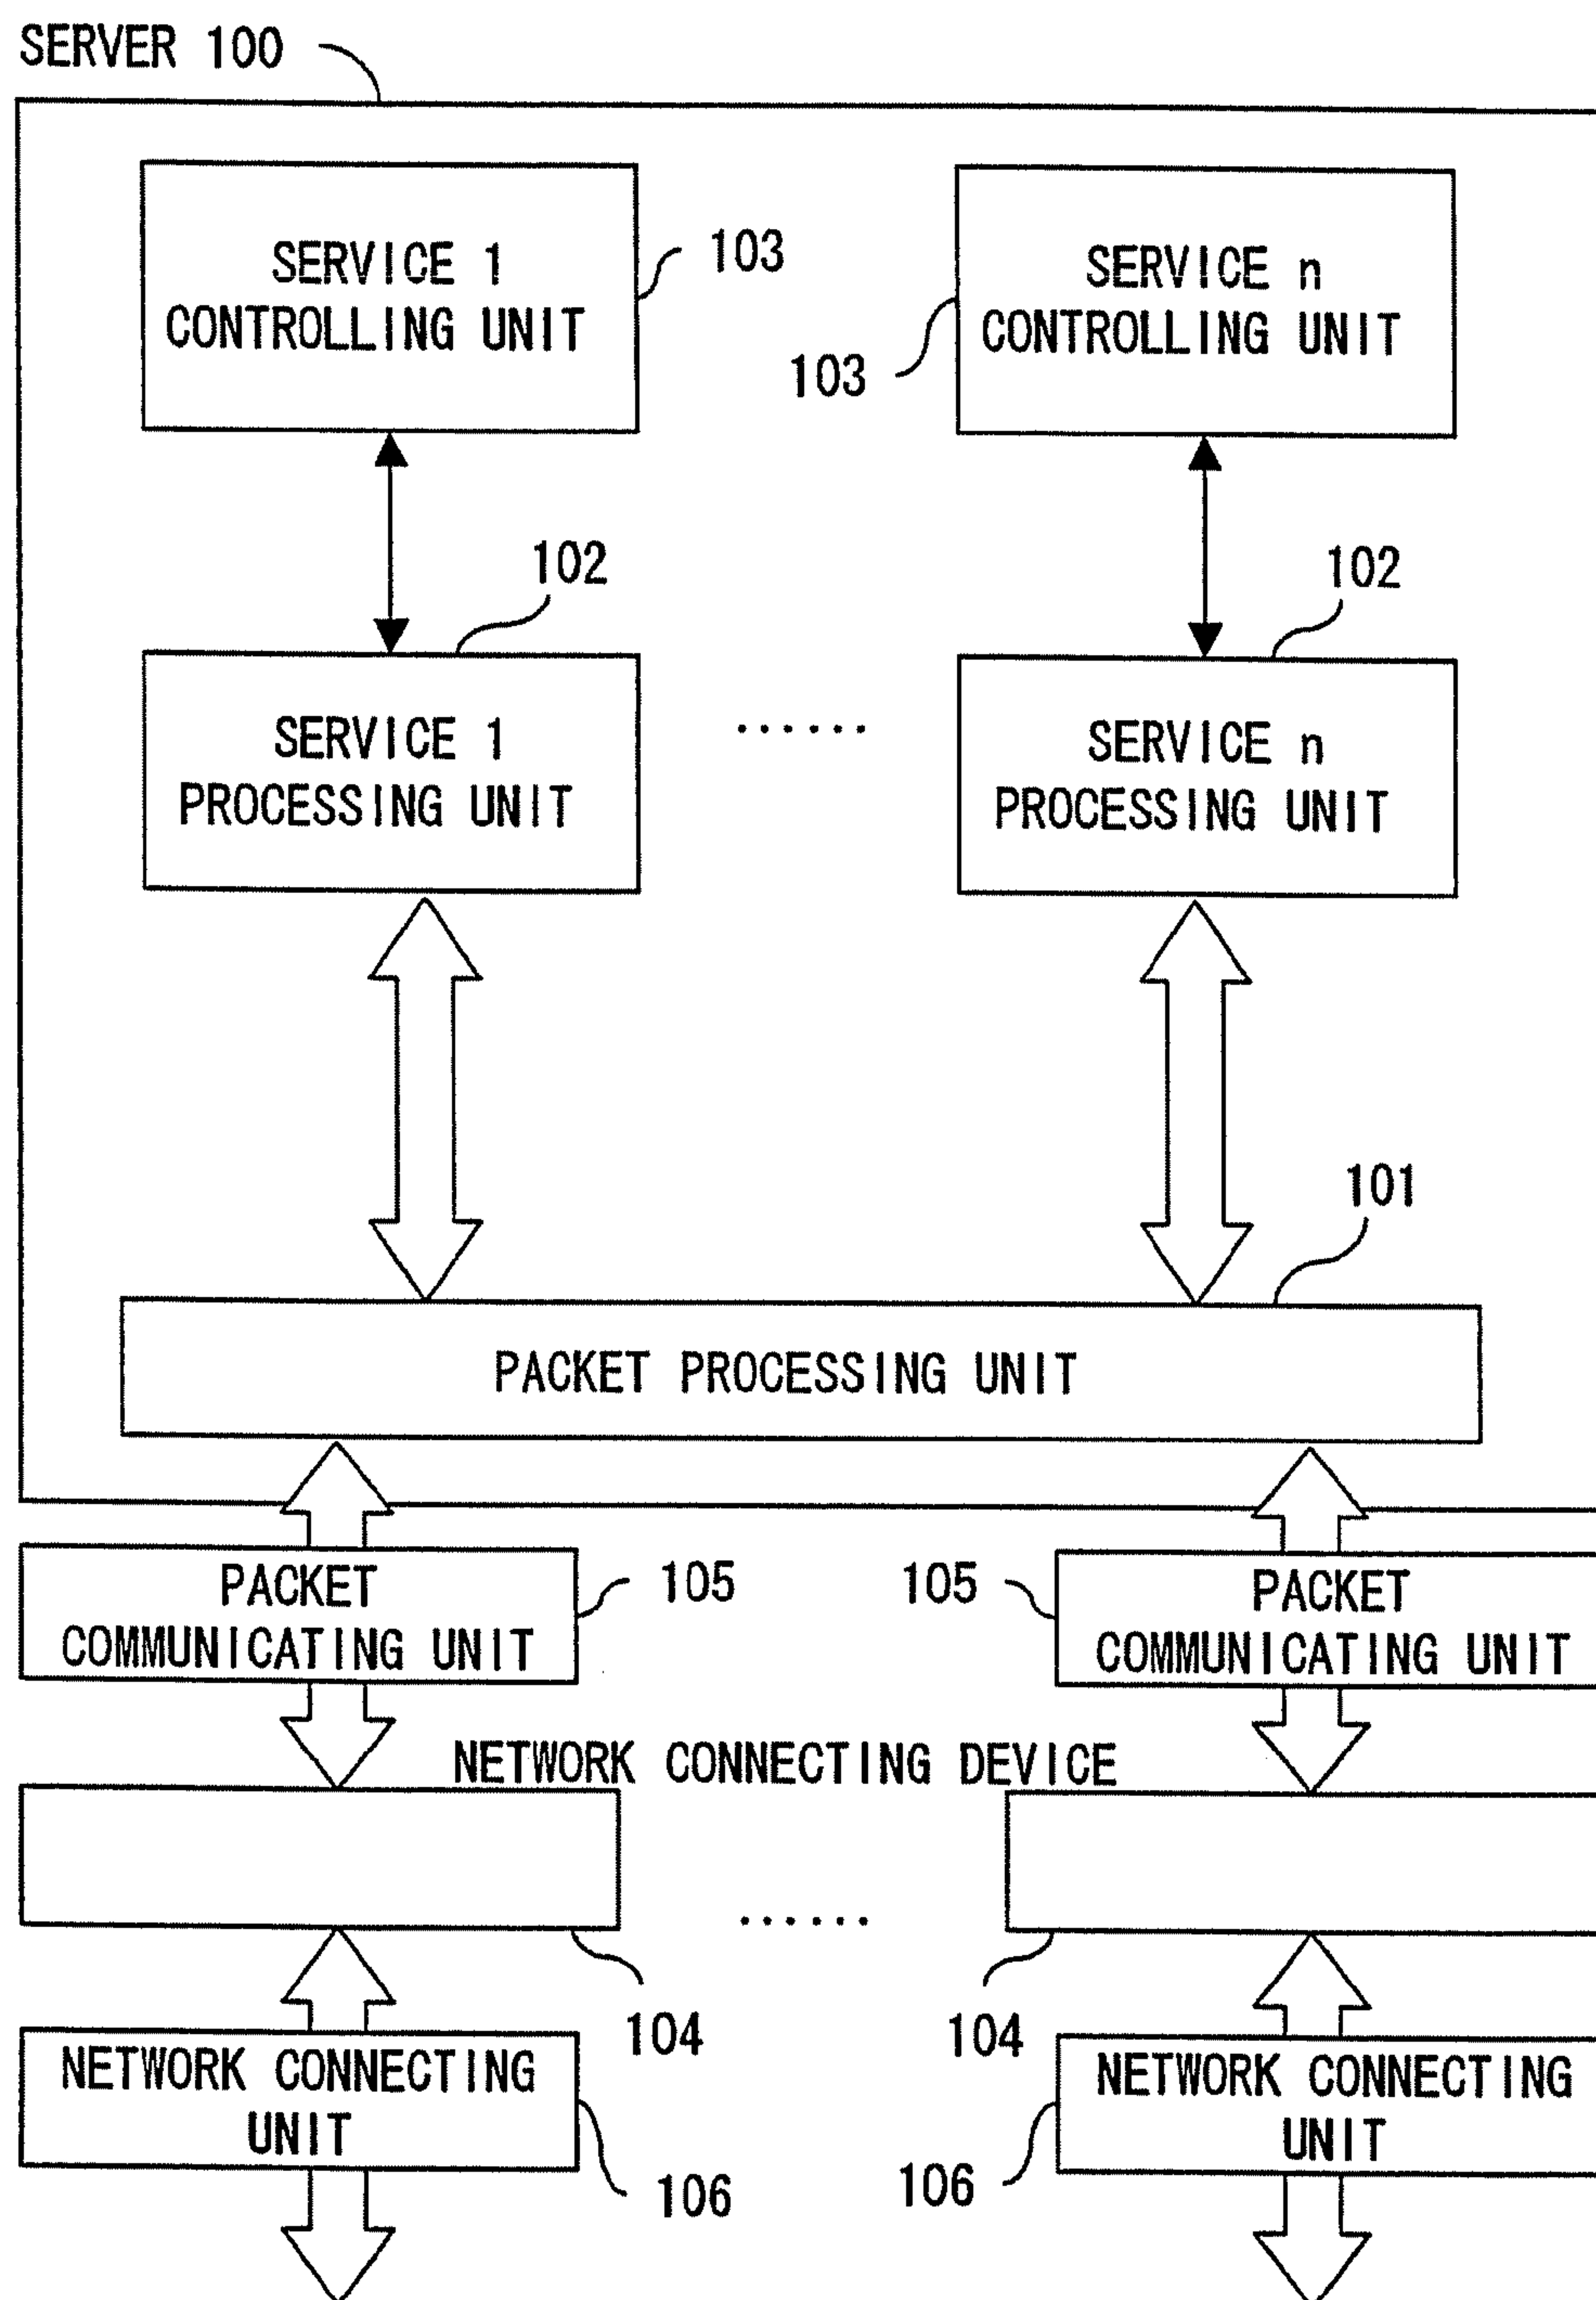 SERVER 100
SERVICE 1
CONTROLLING UNIT
103
SERVICE n
CONTROLLING UNIT
103
102
102
SERVICE 1
PROCESSING UNIT
......
SERVICE n
PROCESSING UNIT
101
PACKET PROCESSING UNIT
PACKET
COMMUNICATING UNIT
105
105
PACKET
COMMUNICATING UNIT
NETWORK CONNECTING DEVICE
......
104
104
NETWORK CONNECTING
UNIT
106
106
NETWORK CONNECTING
UNIT